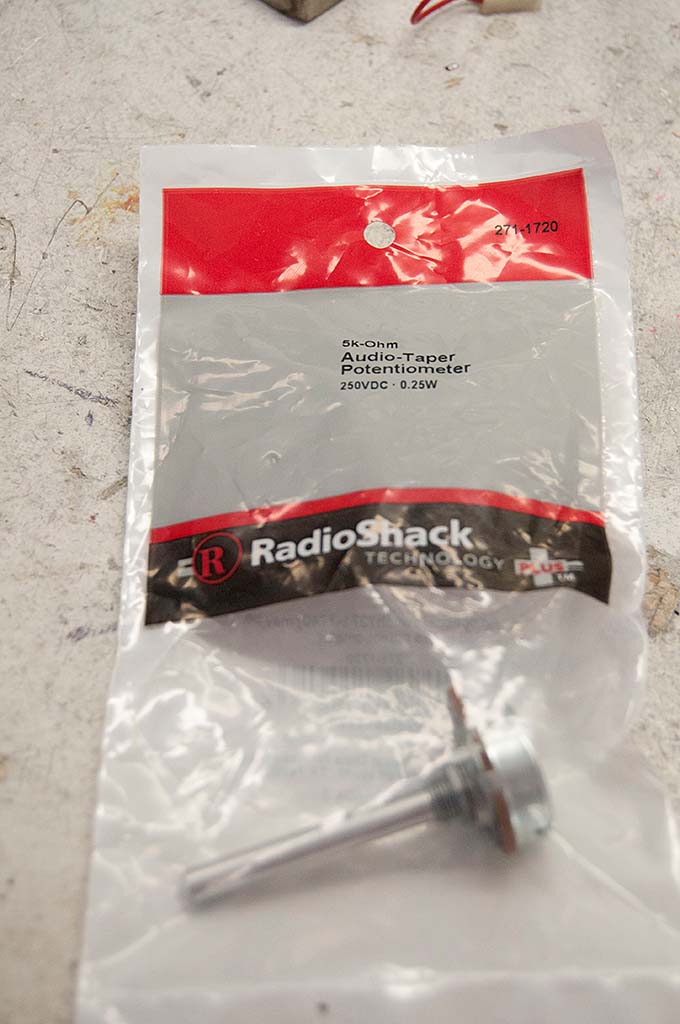 271-1720
5k-Ohm
Audio-Taper
Potentiometer
250VDC · 0.25W
R RadioShack
TECHNOLOGY PLUS